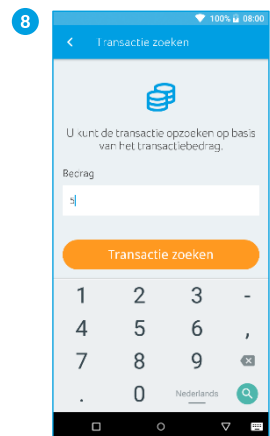 8
100% 08:00
Transactie zoeken
U kunt de transactie opzoeken op basis
van het transactiebedrag.
Bedrag
5
Transactie zoeken
1 2 3 -
4 5 6 ,
7 8 9
. 0 Nederlands